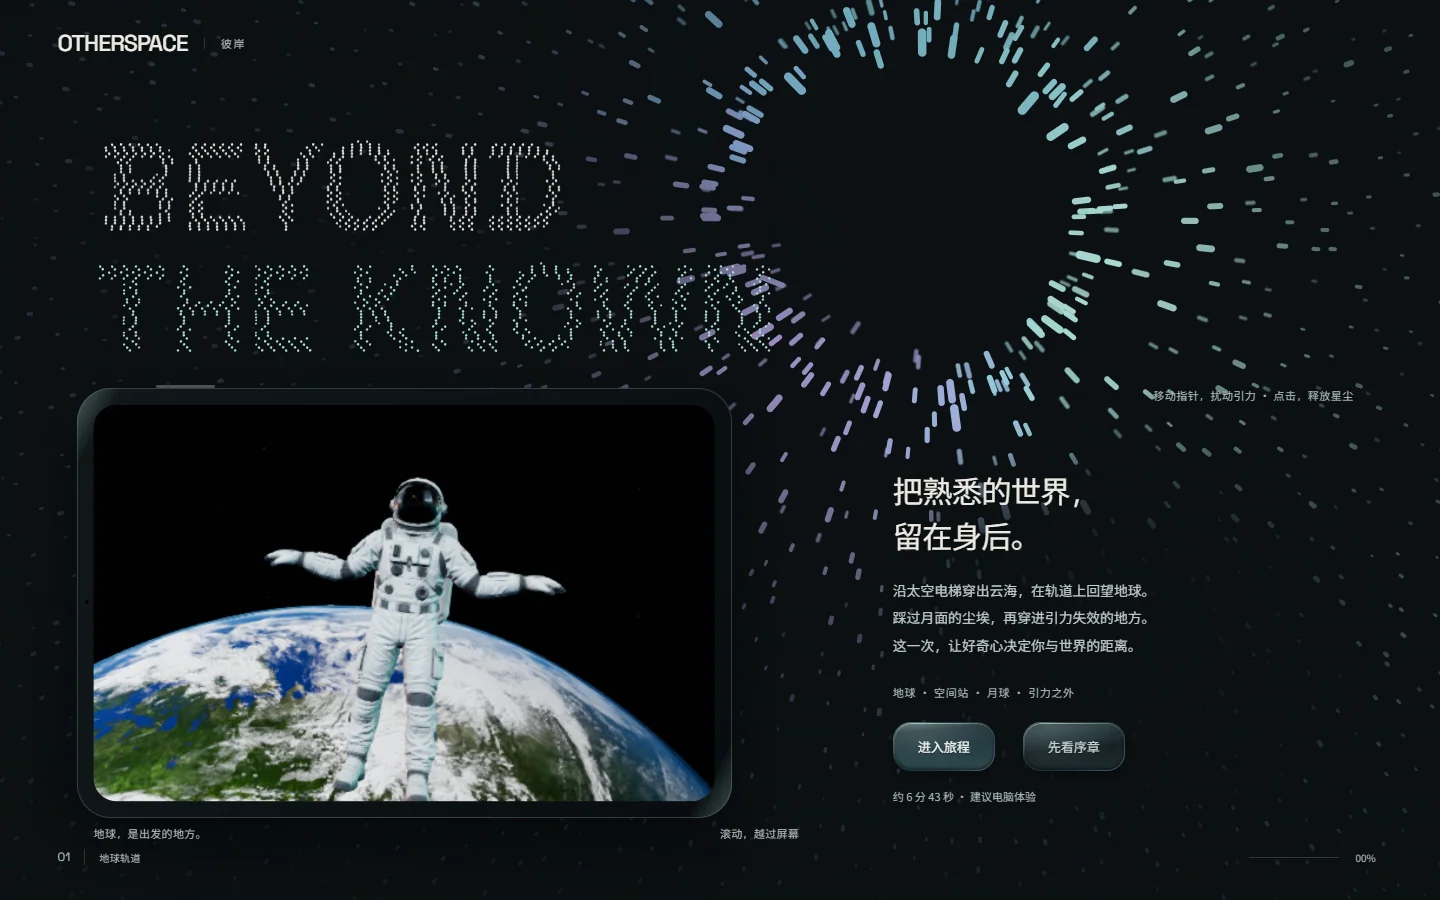 OTHERSPACE
彼岸
BEYOND
THE KNOWN
移动指针，扰动引力 · 点击，释放星尘
把熟悉的世界，
留在身后。
沿太空电梯穿出云海，在轨道上回望地球。
踩过月面的尘埃，再穿进引力失效的地方。
这一次，让好奇心决定你与世界的距离。
地球 · 空间站 · 月球 · 引力之外
进入旅程
先看序章
约 6 分 43 秒 · 建议电脑体验
地球，是出发的地方。
滚动，越过屏幕
01
地球轨道
00%